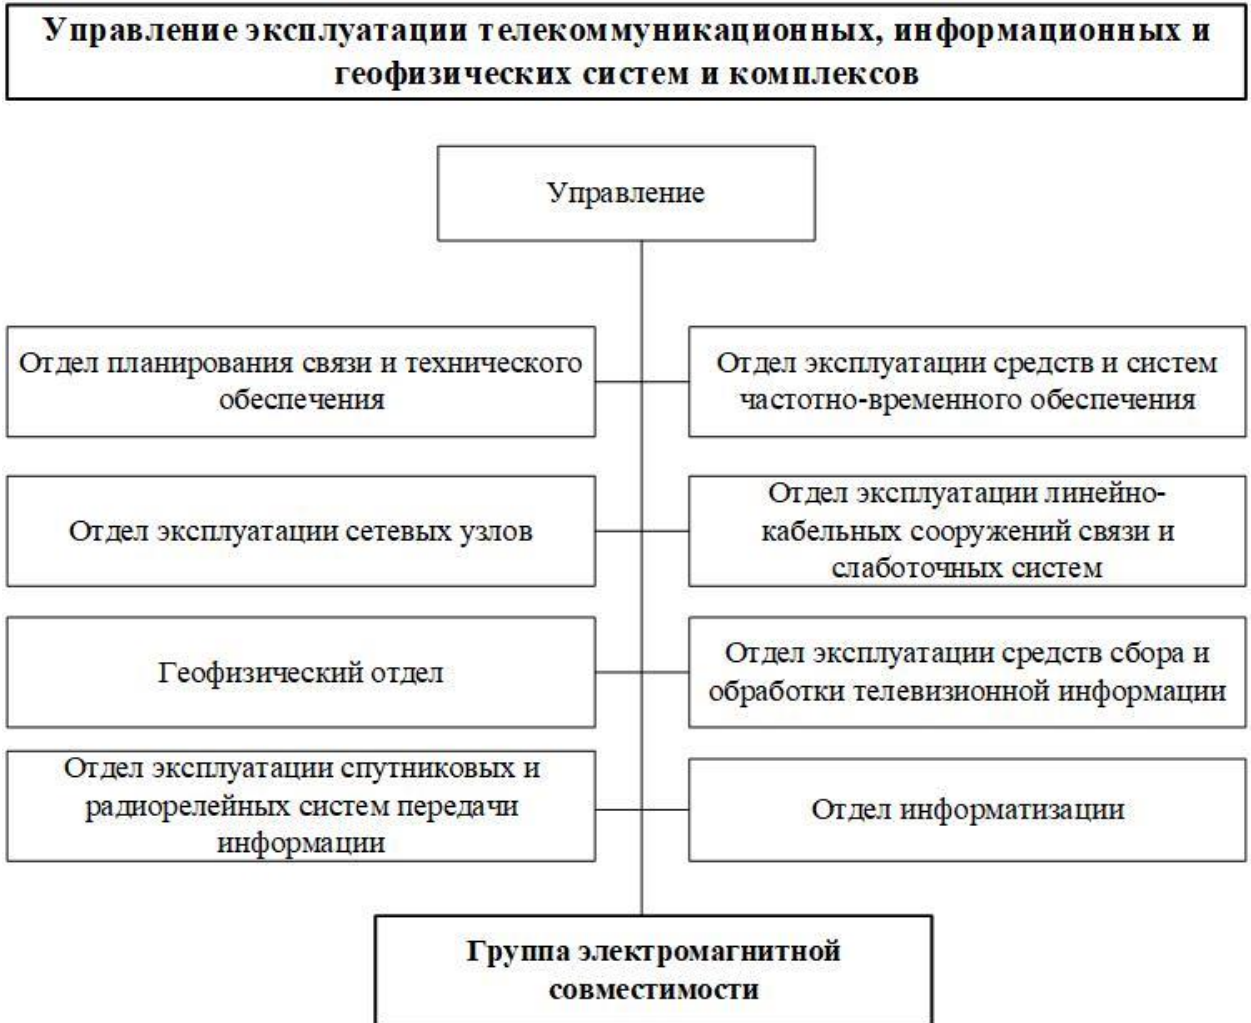 Управление эксплуатации телекоммуникационных, информационных и
геофизических систем и комплексов
Управление
Отдел планирования связи и технического
обеспечения
Отдел эксплуатации средств и систем
частотно-временного обеспечения
Отдел эксплуатации сетевых узлов
Отдел эксплуатации линейно-
кабельных сооружений связи и
слаботочных систем
Геофизический отдел
Отдел эксплуатации средств сбора и
обработки телевизионной информации
Отдел эксплуатации спутниковых и
радиорелейных систем передачи
информации
Отдел информатизации
Группа электромагнитной
совместимости